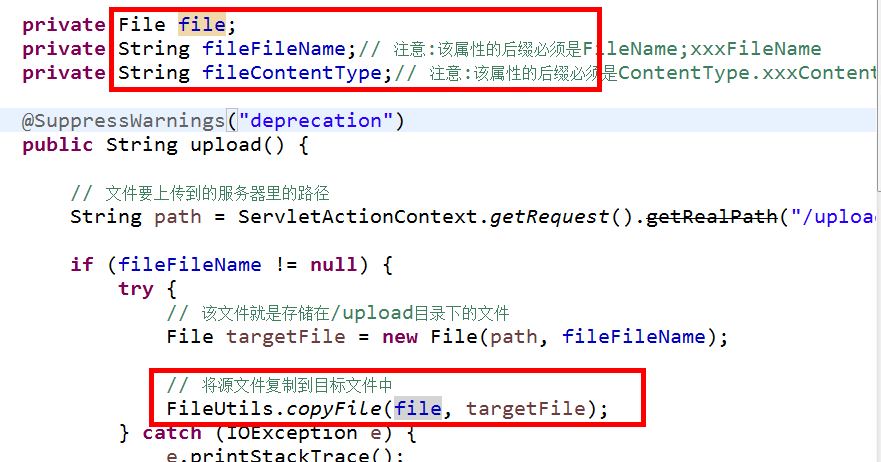 private File file;
private String fileFileName;// 注意:该属性的后缀必须是FileName;xxxFileName
private String fileContentType;// 注意:该属性的后缀必须是ContentType.xxxConten
@SuppressWarnings("deprecation")
public String upload() {
// 文件要上传到的服务器里的路径
String path = ServletActionContext.getRequest().getRealPath("/uploa
if (fileFileName != null) {
try {
// 该文件就是存储在/upload目录下的文件
File targetFile = new File(path, fileFileName);
// 将源文件复制到目标文件中
FileUtils.copyFile(file, targetFile);
} catch (IOException e) {
e.printStackTrace();